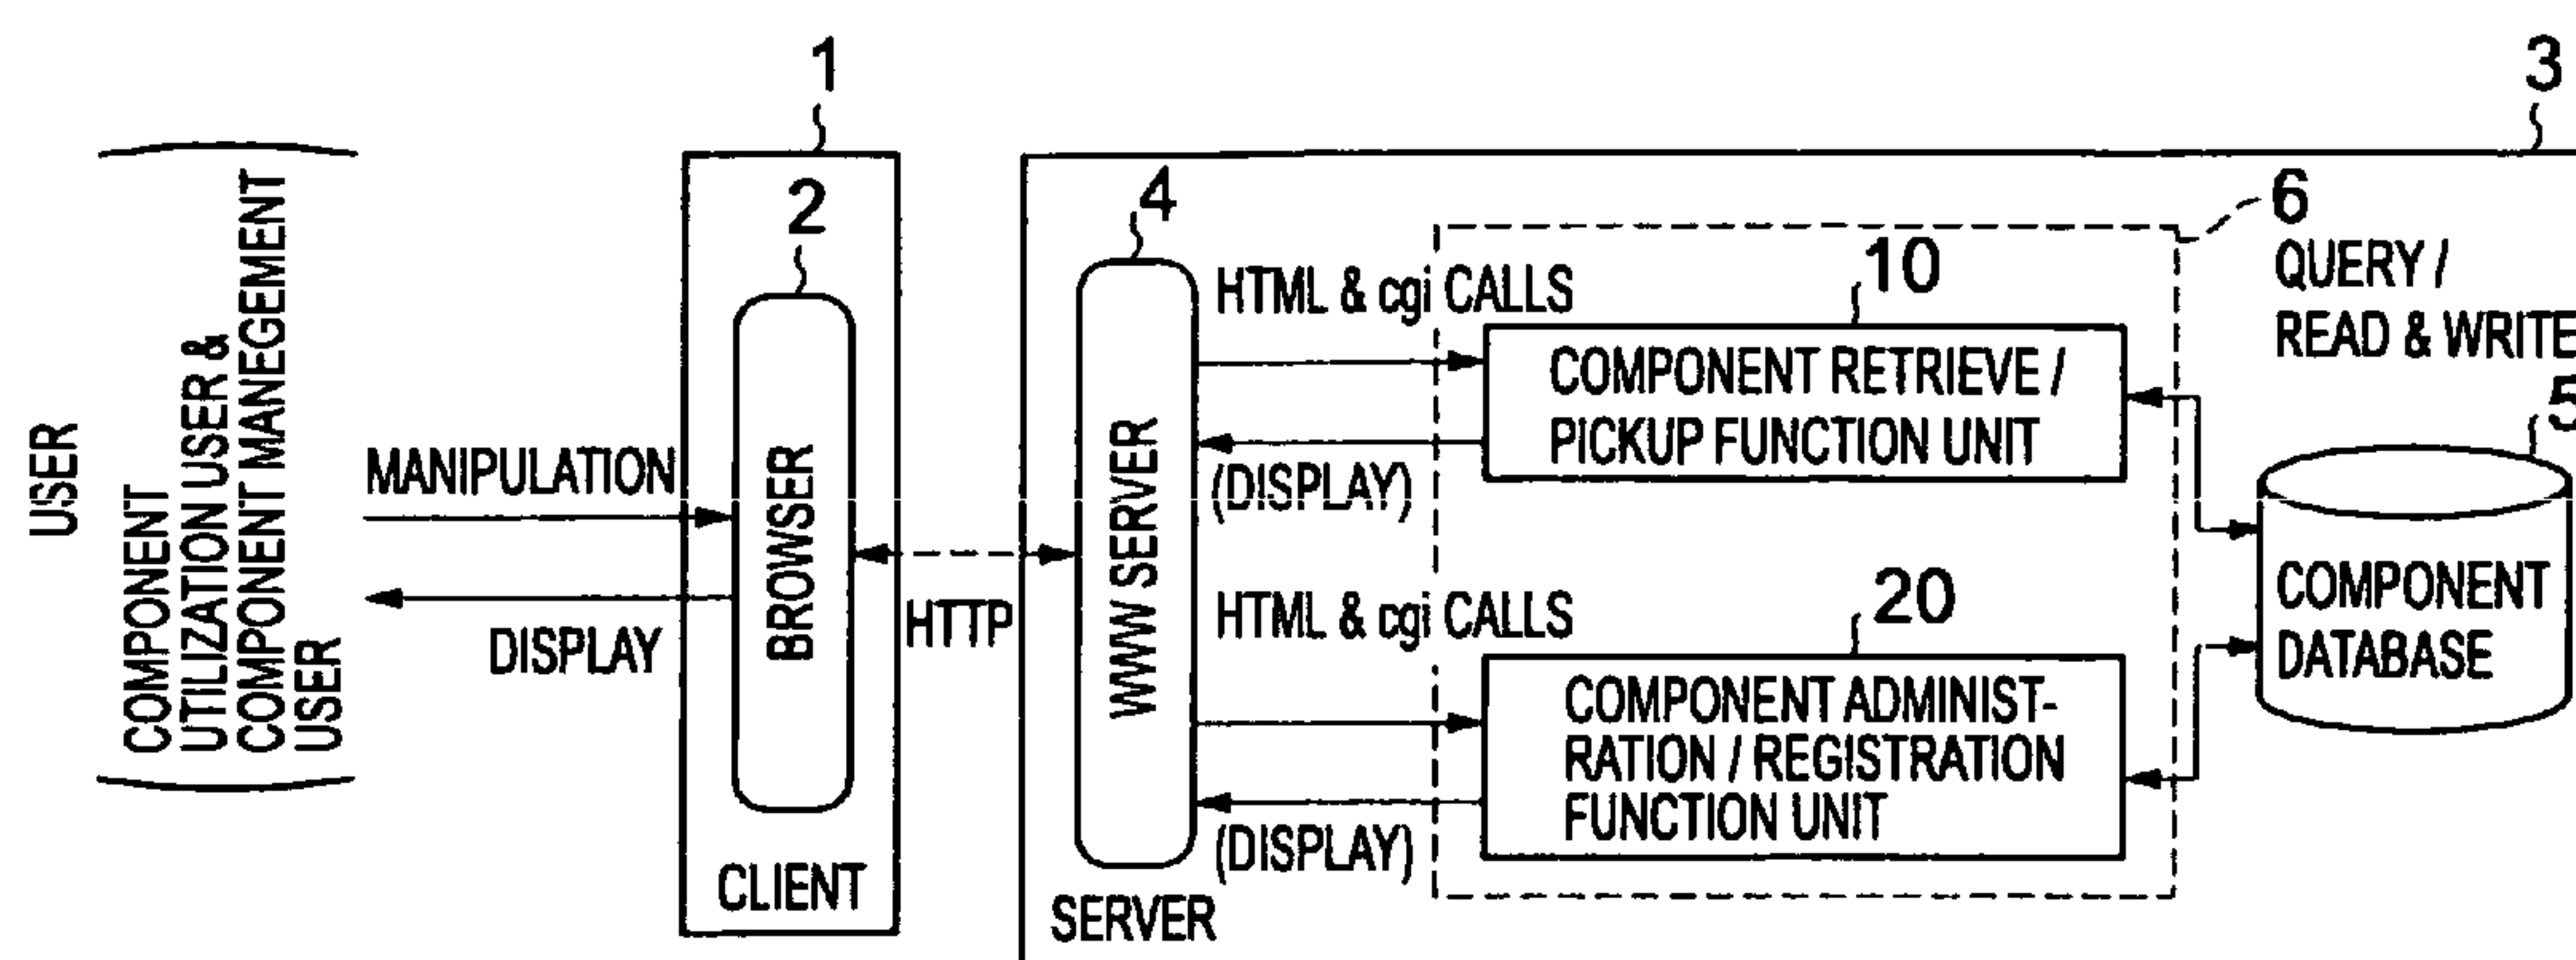 1
3
2
4
6
10
QUERY /
READ & WRITE
5
USER
COMPONENT
UTILIZATION USER &
COMPONENT MANEGEMENT
USER
MANIPULATION
DISPLAY
BROWSER
CLIENT
HTTP
WWW SERVER
SERVER
HTML & cgi CALLS
COMPONENT RETRIEVE /
PICKUP FUNCTION UNIT
(DISPLAY)
HTML & cgi CALLS
20
COMPONENT ADMINIST-
RATION / REGISTRATION
FUNCTION UNIT
(DISPLAY)
COMPONENT
DATABASE